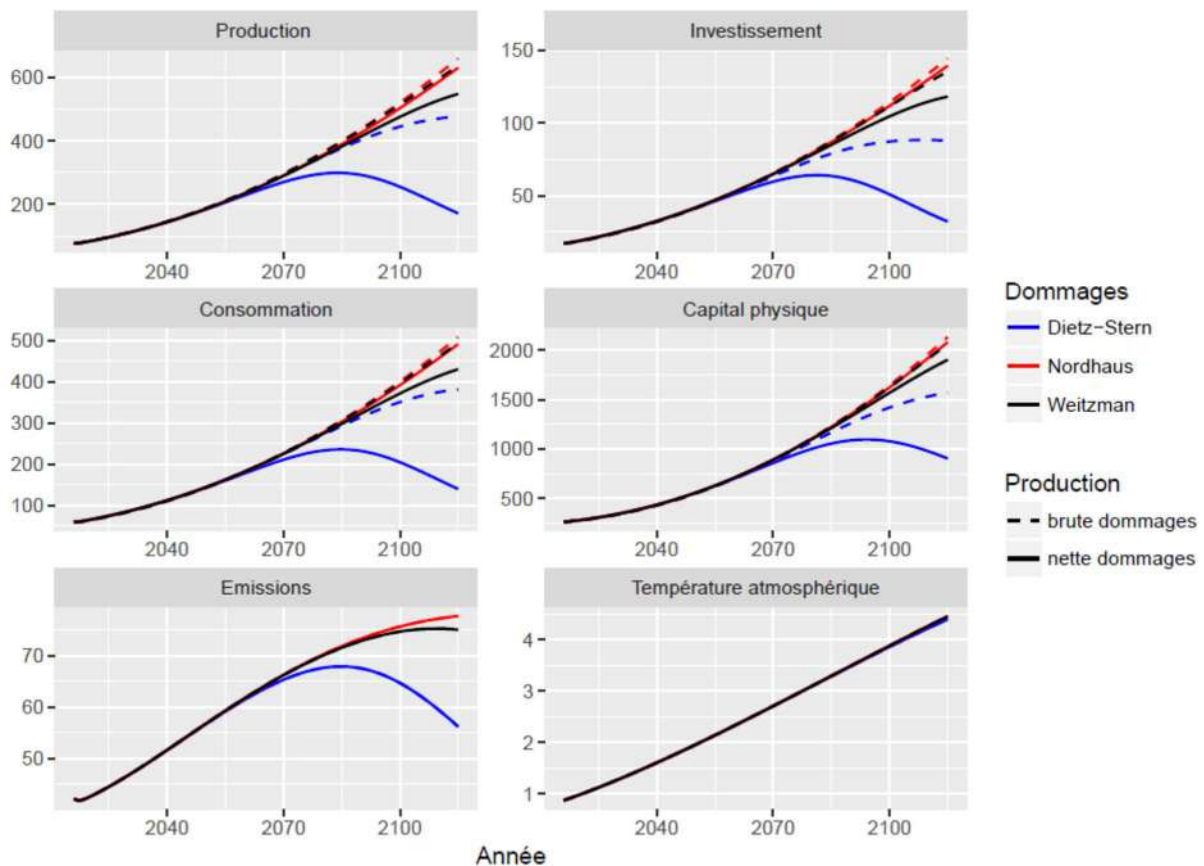 Production
600
400
200
2040 2070 2100
Investissement
150
100
50
2040 2070 2100
Consommation
500
400
300
200
100
2040 2070 2100
Capital physique
2000
1500
1000
500
2040 2070 2100
Emissions
70
60
50
2040 2070 2100
Température atmosphérique
4
3
2
1
2040 2070 2100
Année
Dommages
Dietz-Stern
Nordhaus
Weitzman
Production
brute dommages
nette dommages